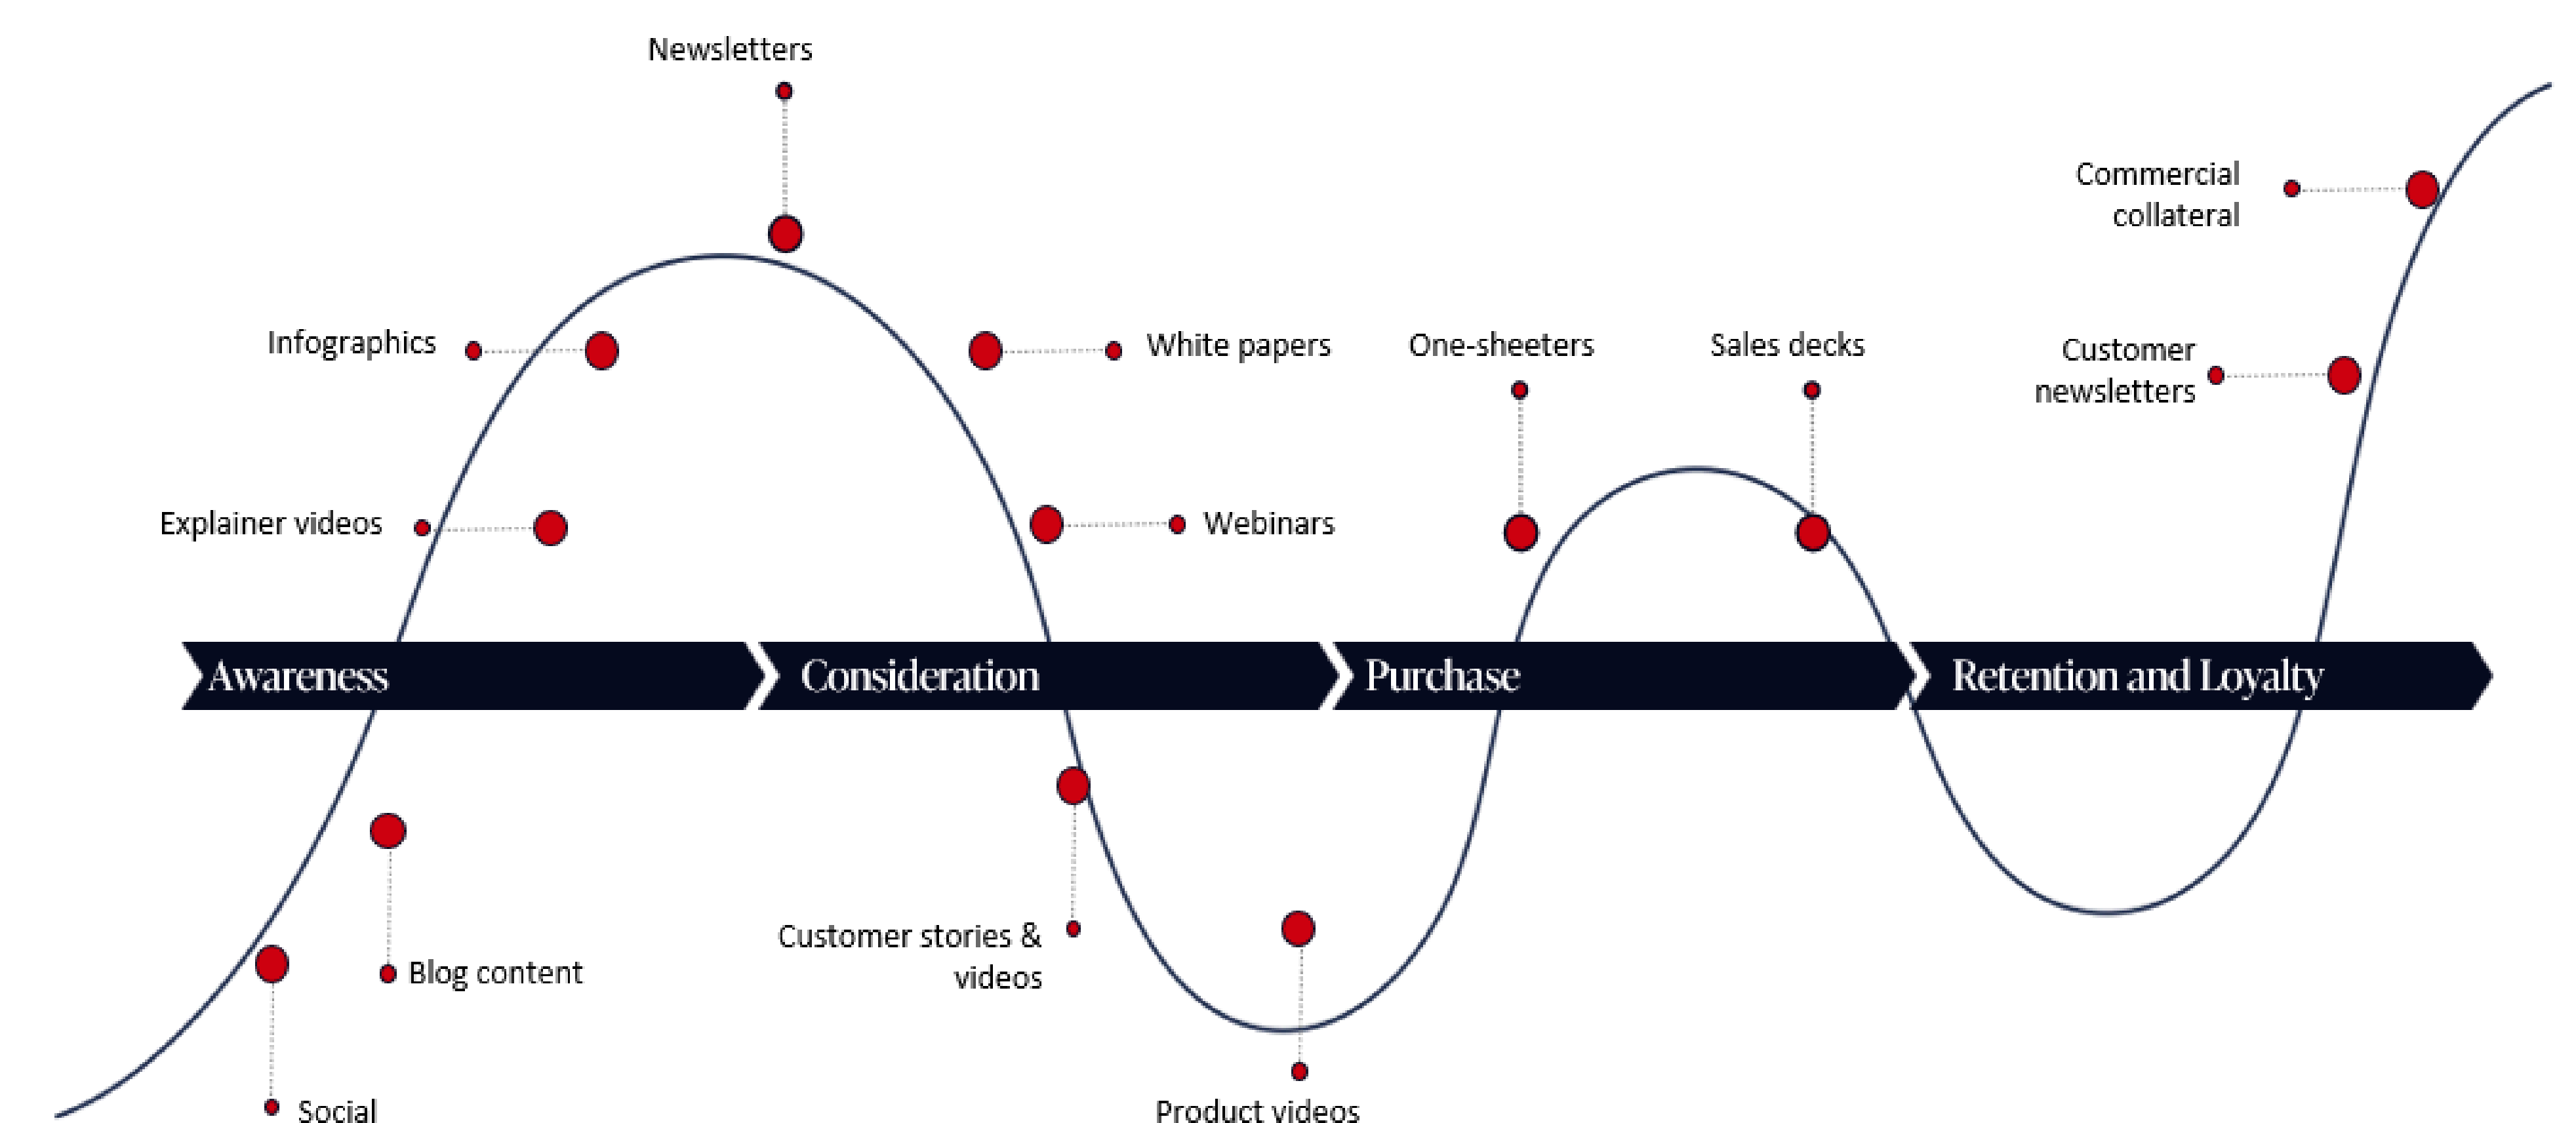 Newsletters
Commercial
collateral
Infographics
White papers
One-sheeters
Sales decks
Customer
newsletters
Explainer videos
Webinars
Awareness
Consideration
Purchase
Retention and Loyalty
Customer stories &
videos
Blog content
Social
Product videos